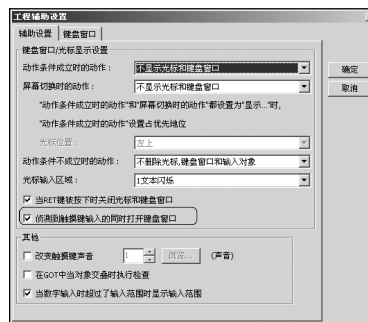 工程辅助设置
辅助设置 键盘窗口
键盘窗口/光标显示设置
动作条件成立时的动作： 不显示光标和键盘窗口
确定
屏幕切换时的动作： 不显示光标和键盘窗口
取消
"动作条件成立时的动作"和"屏幕切换时的动作"都设置为"显示..."时,
"动作条件成立时的动作"设置占优先地位
光标位置： 左上
动作条件不成立时的动作： 不删除光标,键盘窗口和输入对象
光标输入区域： 1文本闪烁
当RET键被按下时关闭光标和键盘窗口
侦测到触摸键输入的同时打开键盘窗口
其他
改变触摸键声音 1 浏览... (声音)
在GOT中当对象交叠时执行检查
当数字输入时超过了输入范围时显示输入范围